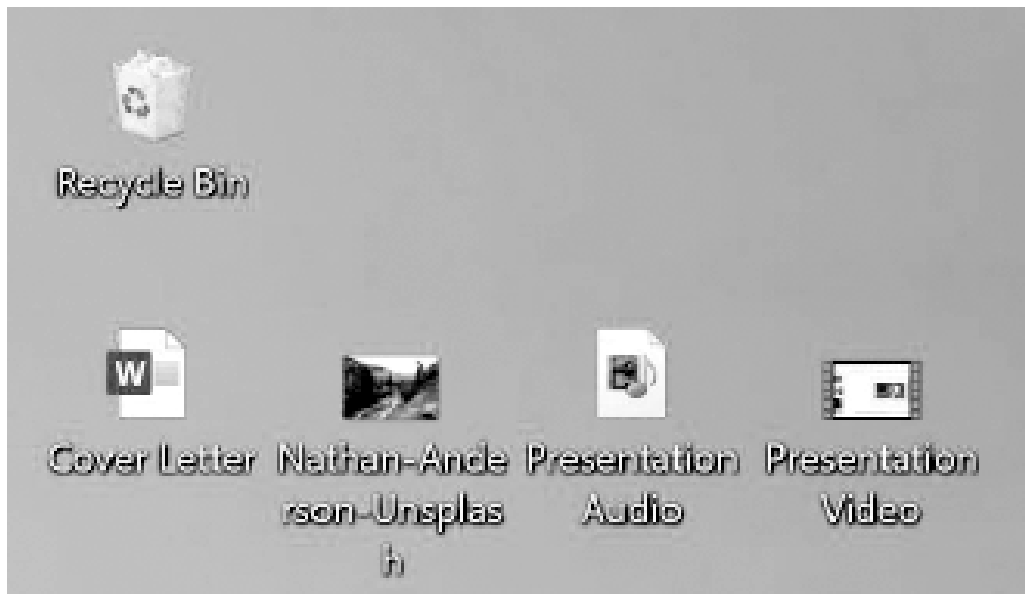 Recycle Bin
W
Cover Letter
Nathan-Ande
rson-Unsplas
h
Presentation
Audio
Presentation
Video